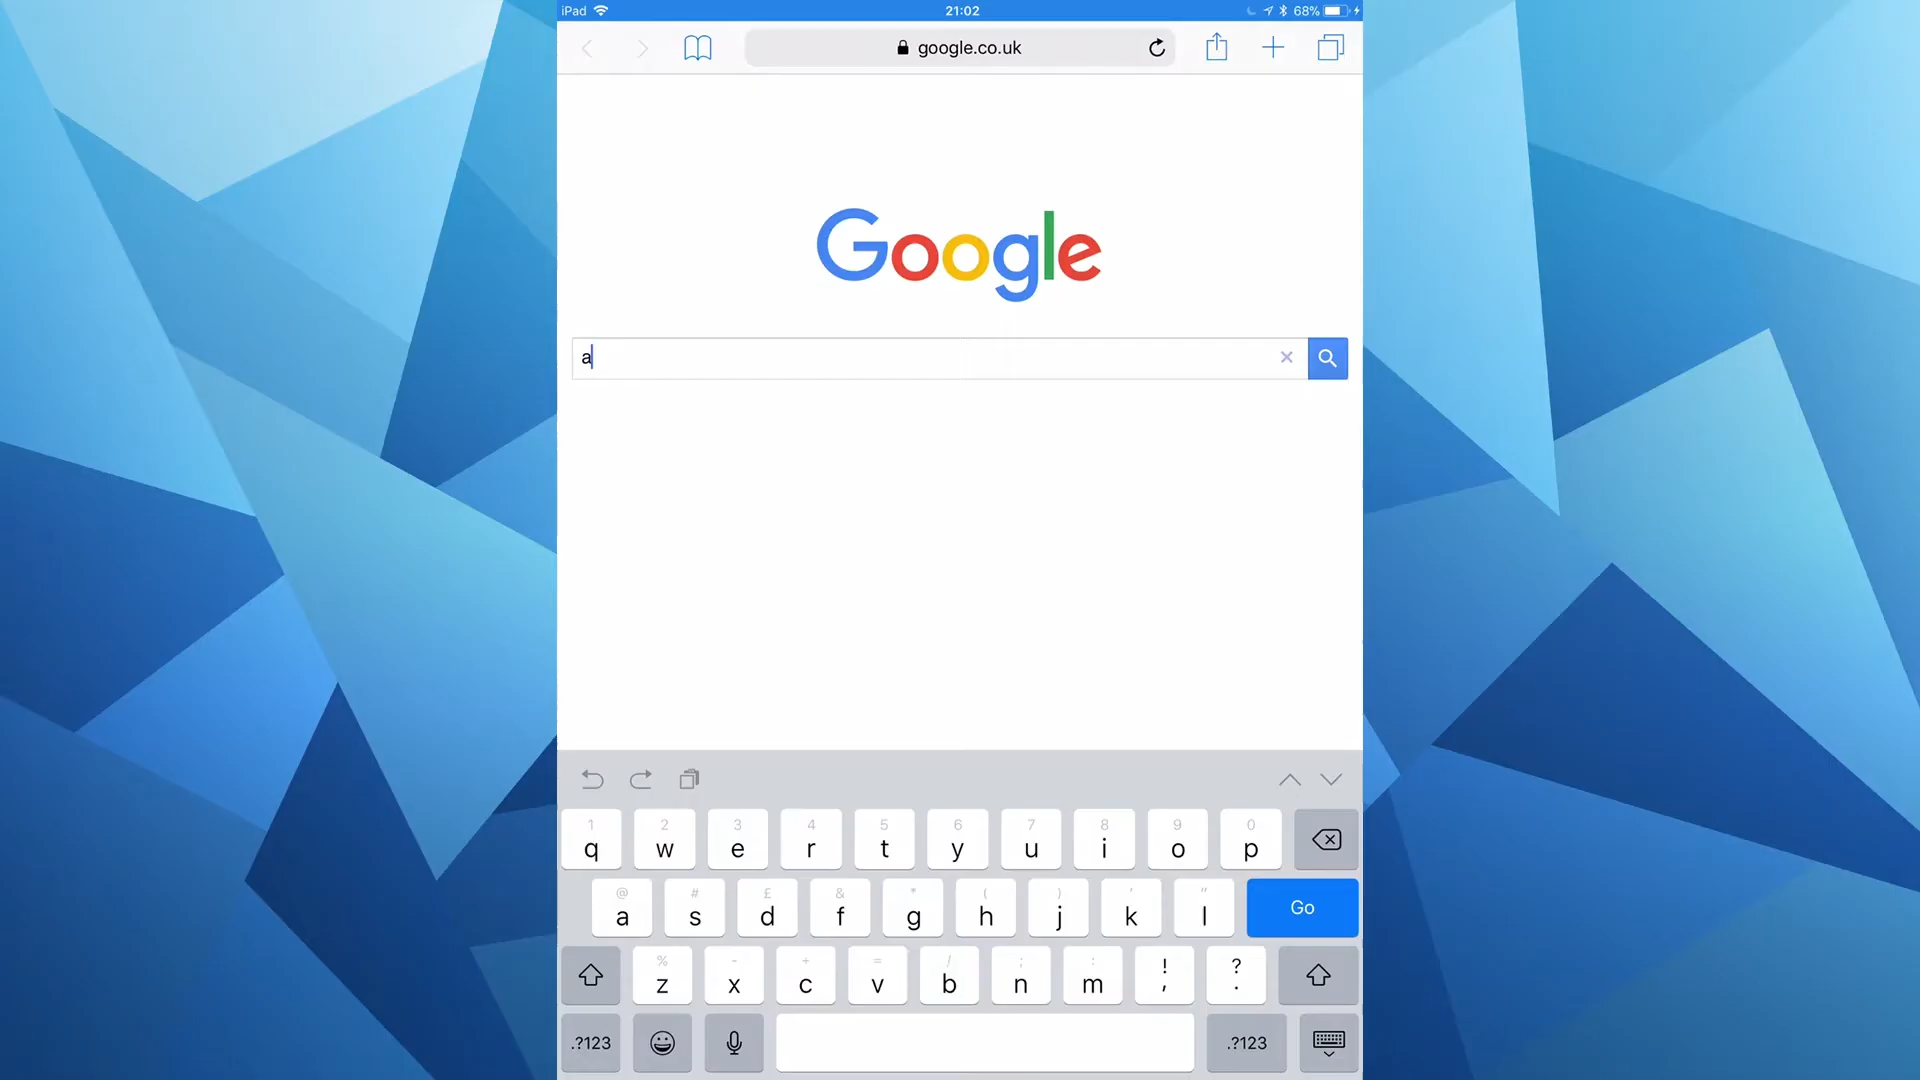 iPad 21:02 68%
google.co.uk
Google
a
1 2 3 4 5 6 7 8 9 0
q w e r t y u i o p
@ # £ & * ( ) ' "
a s d f g h j k l Go
% - + = / ; : ! ?
z x c v b n m , .
.?123 .?123